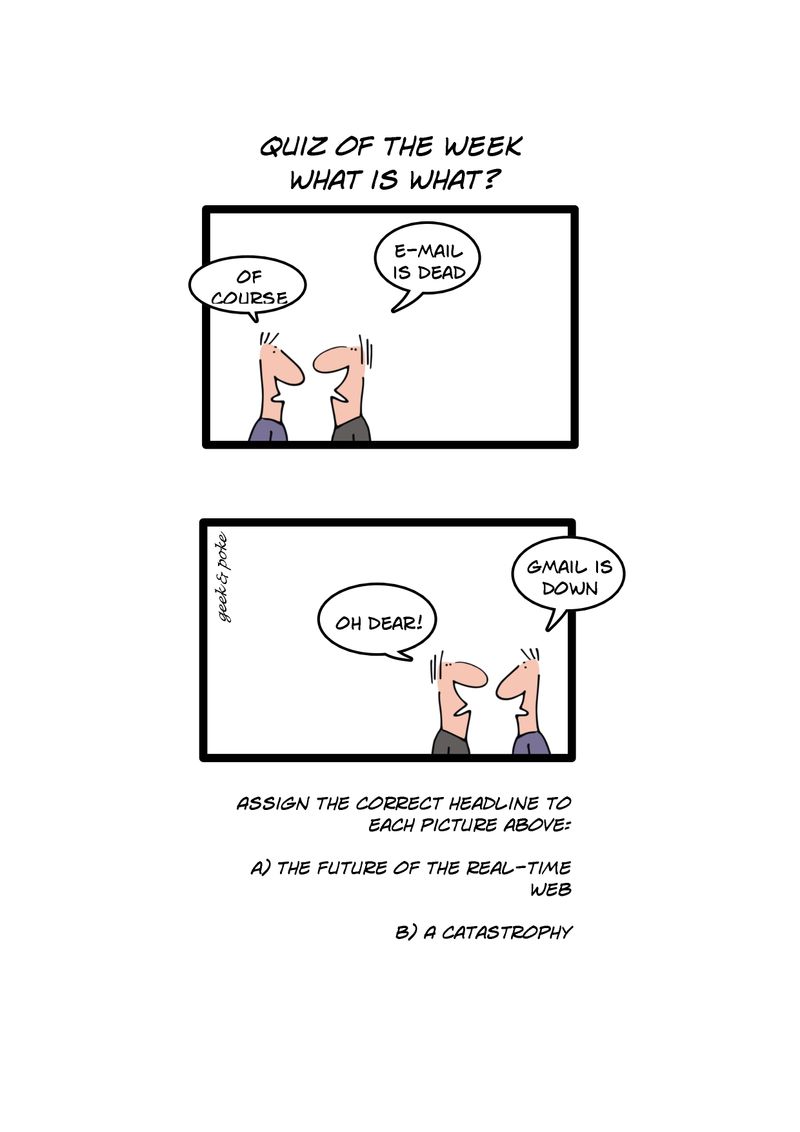 QUIZ OF THE WEEK
WHAT IS WHAT?
E-MAIL
IS DEAD
OF
COURSE
geek & poke
GMAIL IS
DOWN
OH DEAR!
ASSIGN THE CORRECT HEADLINE TO
EACH PICTURE ABOVE:
A) THE FUTURE OF THE REAL-TIME
WEB
B) A CATASTROPHY